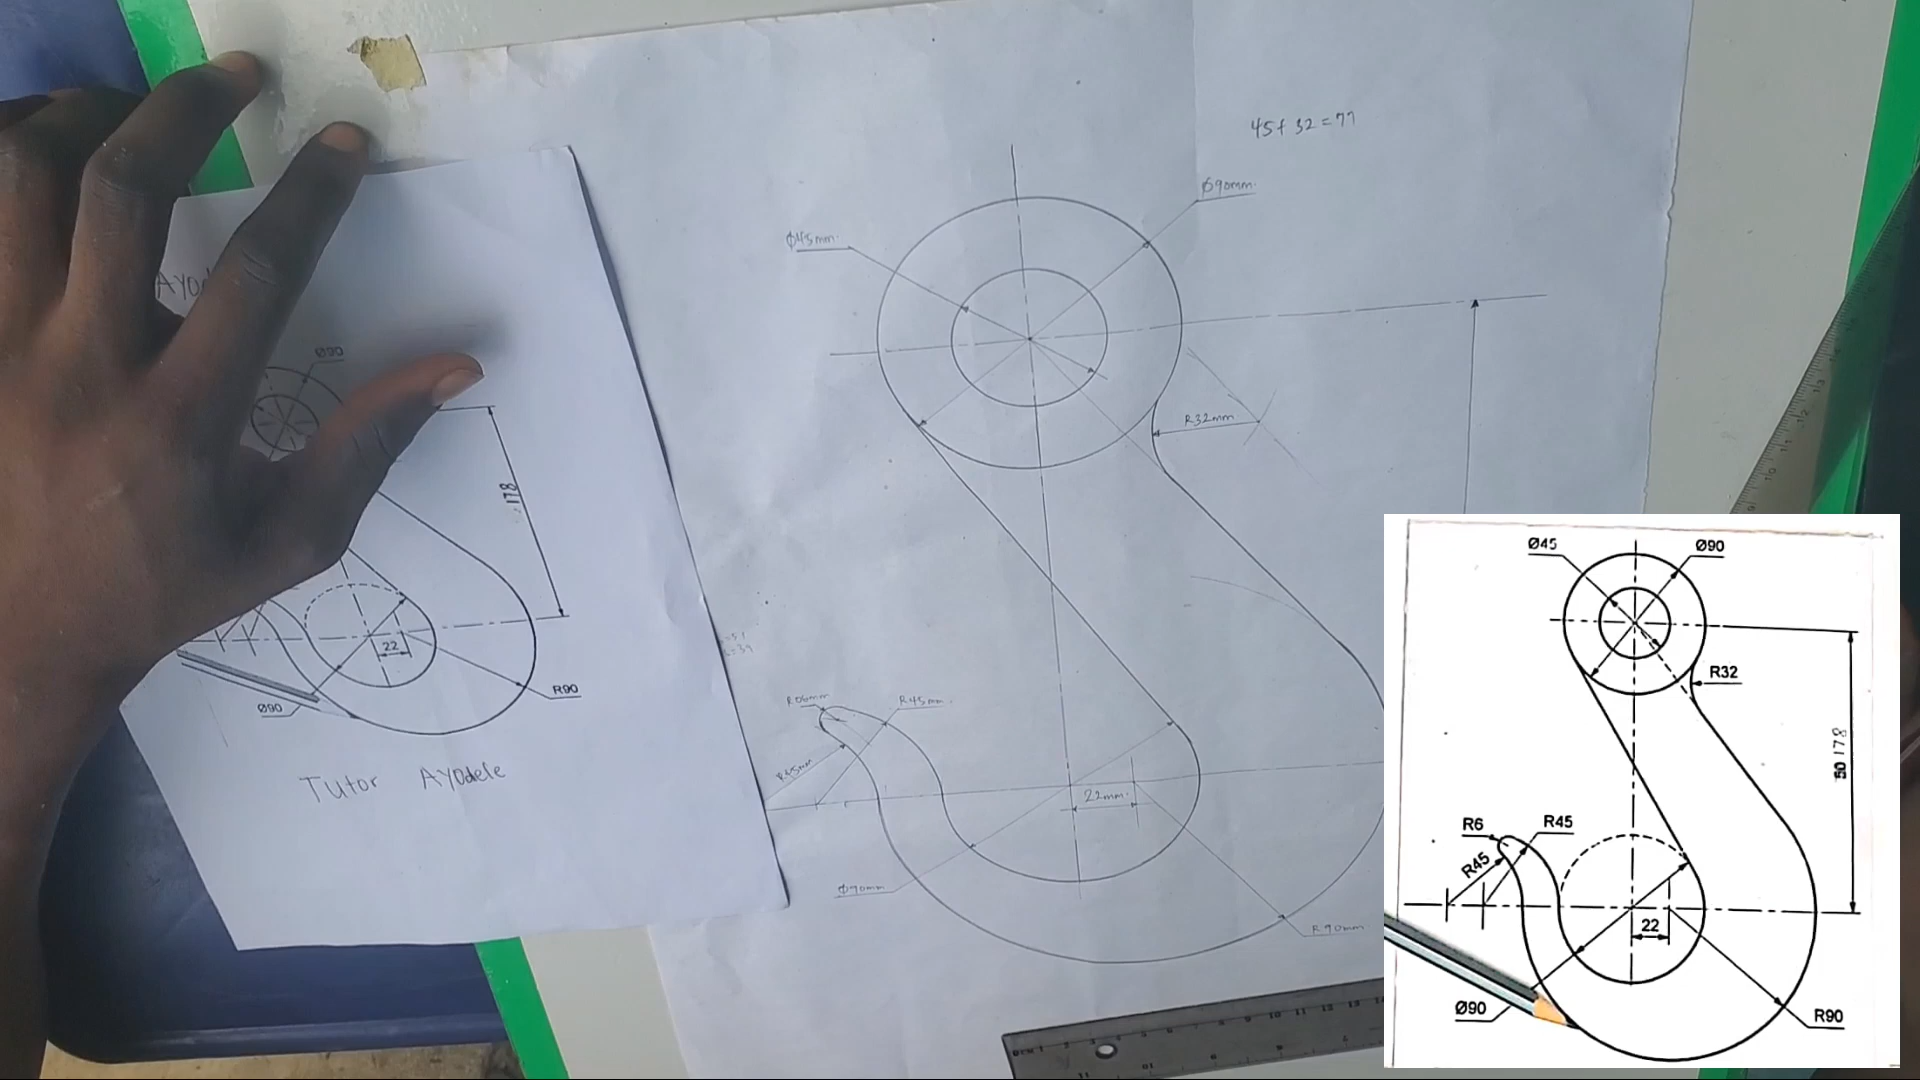 45+32=77
Ø90mm
Ø45mm
R32mm
R06mm
R45mm
R45mm
22mm
Ø90mm
R90mm
Ø90
178
22
R90
Ø90
Tutor Ayodele
Ø45
Ø90
R32
178
R6
R45
R45
22
Ø90
R90